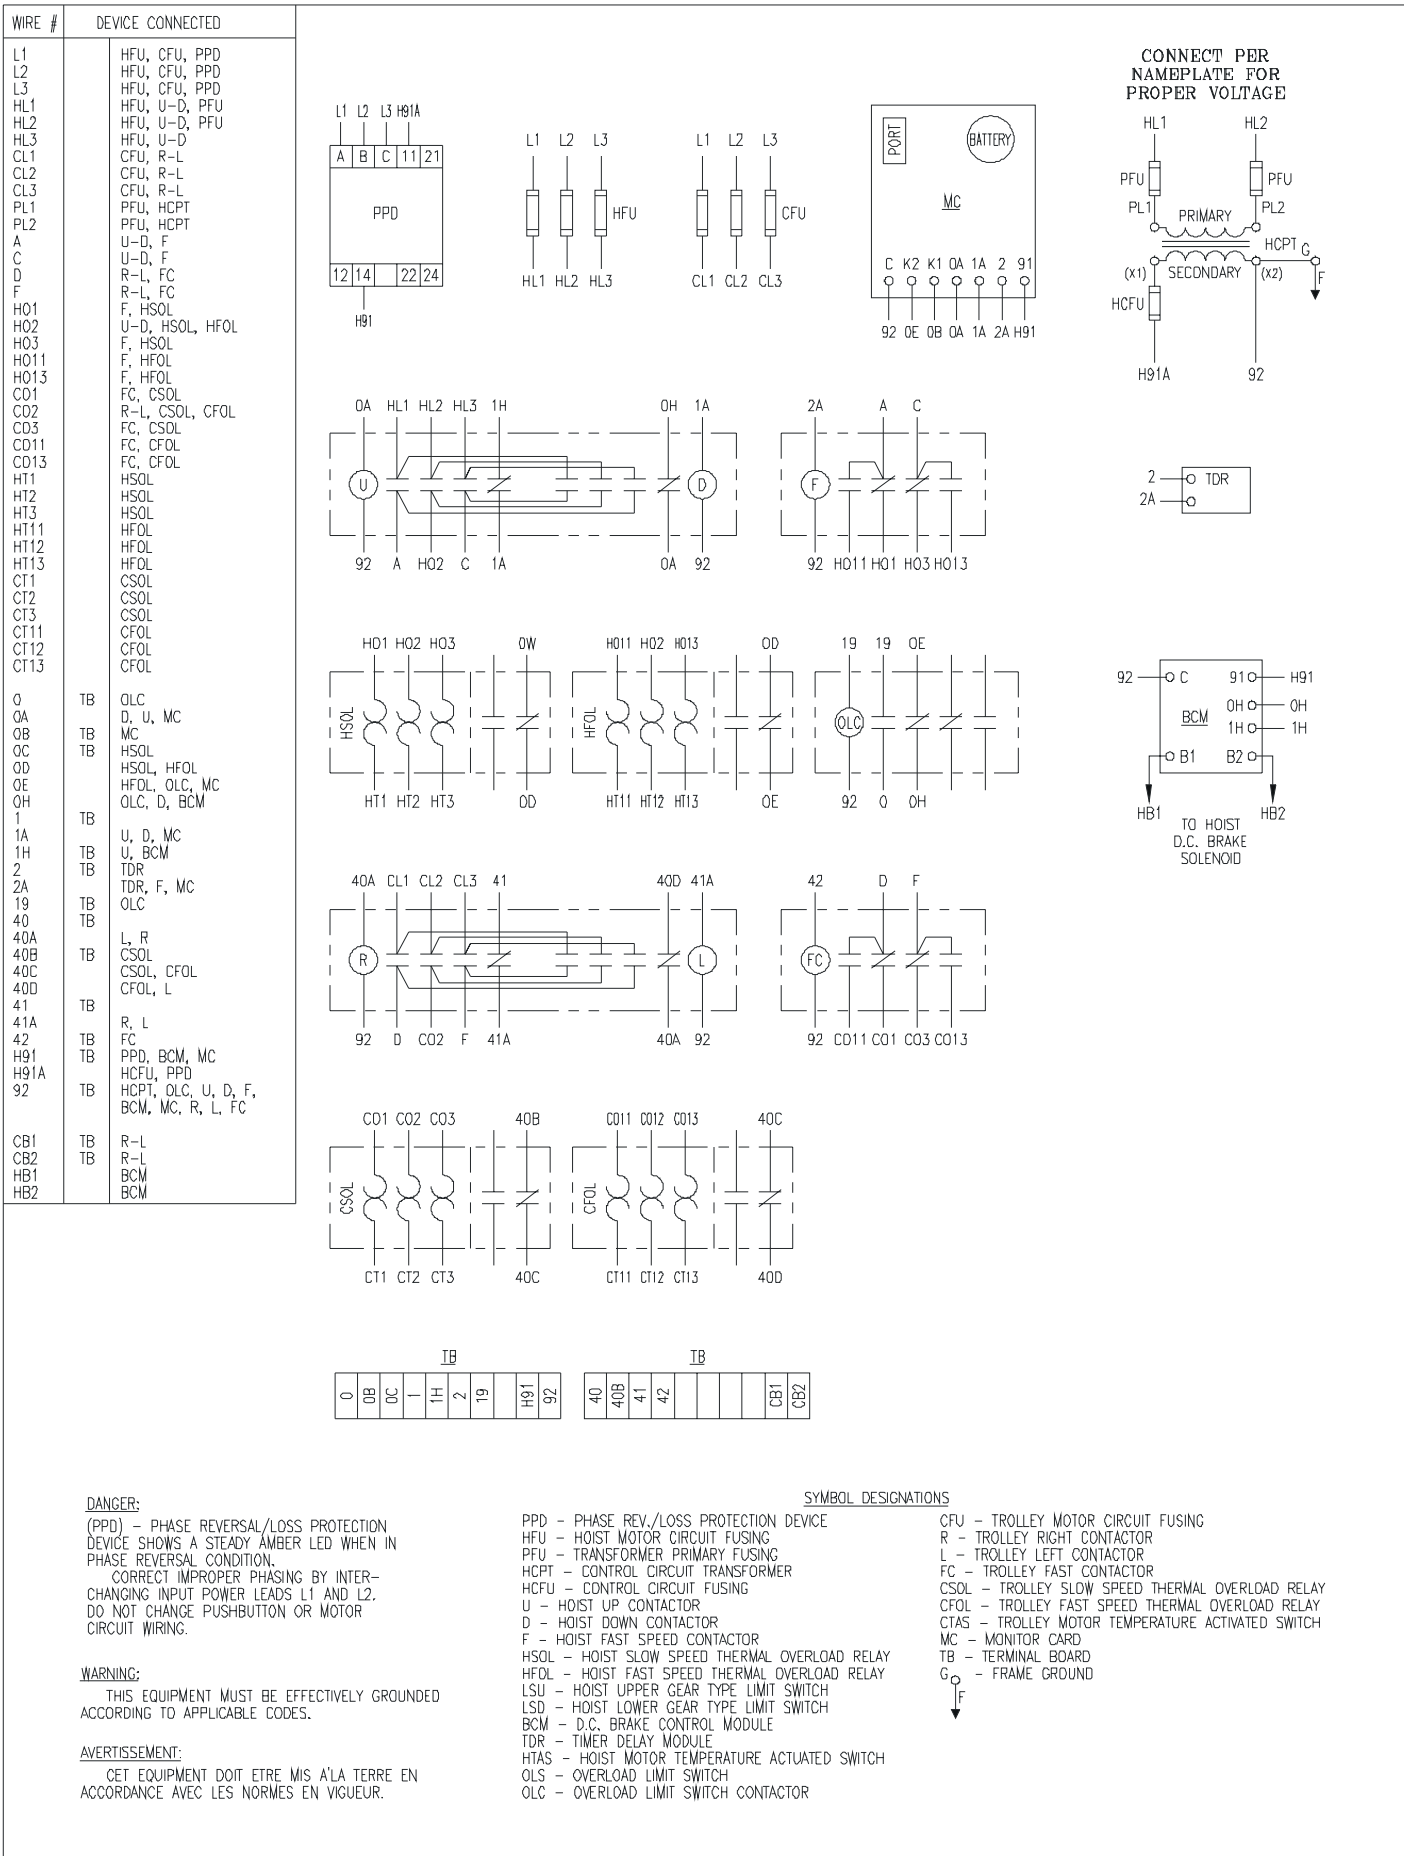 WIRE # DEVICE CONNECTED
L1 HFU, CFU, PPD
L2 HFU, CFU, PPD
L3 HFU, CFU, PPD
HL1 HFU, U-D, PFU
HL2 HFU, U-D, PFU
HL3 HFU, U-D
CL1 CFU, R-L
CL2 CFU, R-L
CL3 CFU, R-L
PL1 PFU, HCPT
PL2 PFU, HCPT
A U-D, F
C U-D, F
D R-L, FC
F R-L, FC
HO1 F, HSOL
HO2 U-D, HSOL, HFOL
HO3 F, HSOL
HO11 F, HFOL
HO13 F, HFOL
CO1 FC, CSOL
CO2 R-L, CSOL, CFOL
CO3 FC, CSOL
CO11 FC, CFOL
CO13 FC, CFOL
HT1 HSOL
HT2 HSOL
HT3 HSOL
HT11 HFOL
HT12 HFOL
HT13 HFOL
CT1 CSOL
CT2 CSOL
CT3 CSOL
CT11 CFOL
CT12 CFOL
CT13 CFOL
0 TB OLC
0A D, U, MC
0B TB MC
0C TB HSOL
0D HSOL, HFOL
0E HFOL, OLC, MC
0H OLC, D, BCM
1 TB
1A U, D, MC
1H TB U, BCM
2 TB TDR
2A TDR, F, MC
19 TB OLC
40 TB
40A L, R
40B TB CSOL
40C CSOL, CFOL
40D CFOL, L
41 TB
41A R, L
42 TB FC
H91 TB PPD, BCM, MC
H91A HCFU, PPD
92 TB HCPT, OLC, U, D, F,
BCM, MC, R, L, FC
CB1 TB R-L
CB2 TB R-L
HB1 BCM
HB2 BCM
L1 L2 L3 H91A
A B C 11 21
PPD
12 14 22 24
H91
L1 L2 L3
HFU
HL1 HL2 HL3
L1 L2 L3
CFU
CL1 CL2 CL3
PORT
BATTERY
MC
C K2 K1 0A 1A 2 91
92 0E 0B 0A 1A 2A H91
CONNECT PER
NAMEPLATE FOR
PROPER VOLTAGE
HL1 HL2
PFU PFU
PL1 PRIMARY PL2
HCPT G
(X1) SECONDARY (X2) F
HCFU
H91A 92
0A HL1 HL2 HL3 1H 0H 1A
U D
92 A HO2 C 1A 0A 92
2A A C
F
92 HO11 HO1 HO3 HO13
2 TDR
2A
HO1 HO2 HO3 0W
HSOL
HT1 HT2 HT3 0D
HO11 HO2 HO13 0D
HFOL
HT11 HT12 HT13 0E
19 19 0E
OLC
92 0 0H
92 C 91 H91
0H 0H
BCM 1H 1H
B1 B2
HB1 HB2
TO HOIST
D.C. BRAKE
SOLENOID
40A CL1 CL2 CL3 41 40D 41A
R L
92 D CO2 F 41A 40A 92
42 D F
FC
92 CO11 CO1 CO3 CO13
CO1 CO2 CO3 40B
CSOL
CT1 CT2 CT3 40C
CO11 CO12 CO13 40C
CFOL
CT11 CT12 CT13 40D
TB
0 0B 0C 1 1H 2 19 H91 92
TB
40 40B 41 42 CB1 CB2
DANGER:
(PPD) - PHASE REVERSAL/LOSS PROTECTION
DEVICE SHOWS A STEADY AMBER LED WHEN IN
PHASE REVERSAL CONDITION.
CORRECT IMPROPER PHASING BY INTER-
CHANGING INPUT POWER LEADS L1 AND L2.
DO NOT CHANGE PUSHBUTTON OR MOTOR
CIRCUIT WIRING.
WARNING:
THIS EQUIPMENT MUST BE EFFECTIVELY GROUNDED
ACCORDING TO APPLICABLE CODES.
AVERTISSEMENT:
CET EQUIPMENT DOIT ETRE MIS A'LA TERRE EN
ACCORDANCE AVEC LES NORMES EN VIGUEUR.
SYMBOL DESIGNATIONS
PPD - PHASE REV./LOSS PROTECTION DEVICE
HFU - HOIST MOTOR CIRCUIT FUSING
PFU - TRANSFORMER PRIMARY FUSING
HCPT - CONTROL CIRCUIT TRANSFORMER
HCFU - CONTROL CIRCUIT FUSING
U - HOIST UP CONTACTOR
D - HOIST DOWN CONTACTOR
F - HOIST FAST SPEED CONTACTOR
HSOL - HOIST SLOW SPEED THERMAL OVERLOAD RELAY
HFOL - HOIST FAST SPEED THERMAL OVERLOAD RELAY
LSU - HOIST UPPER GEAR TYPE LIMIT SWITCH
LSD - HOIST LOWER GEAR TYPE LIMIT SWITCH
BCM - D.C. BRAKE CONTROL MODULE
TDR - TIMER DELAY MODULE
HTAS - HOIST MOTOR TEMPERATURE ACTUATED SWITCH
OLS - OVERLOAD LIMIT SWITCH
OLC - OVERLOAD LIMIT SWITCH CONTACTOR
CFU - TROLLEY MOTOR CIRCUIT FUSING
R - TROLLEY RIGHT CONTACTOR
L - TROLLEY LEFT CONTACTOR
FC - TROLLEY FAST CONTACTOR
CSOL - TROLLEY SLOW SPEED THERMAL OVERLOAD RELAY
CFOL - TROLLEY FAST SPEED THERMAL OVERLOAD RELAY
CTAS - TROLLEY MOTOR TEMPERATURE ACTIVATED SWITCH
MC - MONITOR CARD
TB - TERMINAL BOARD
G - FRAME GROUND
F